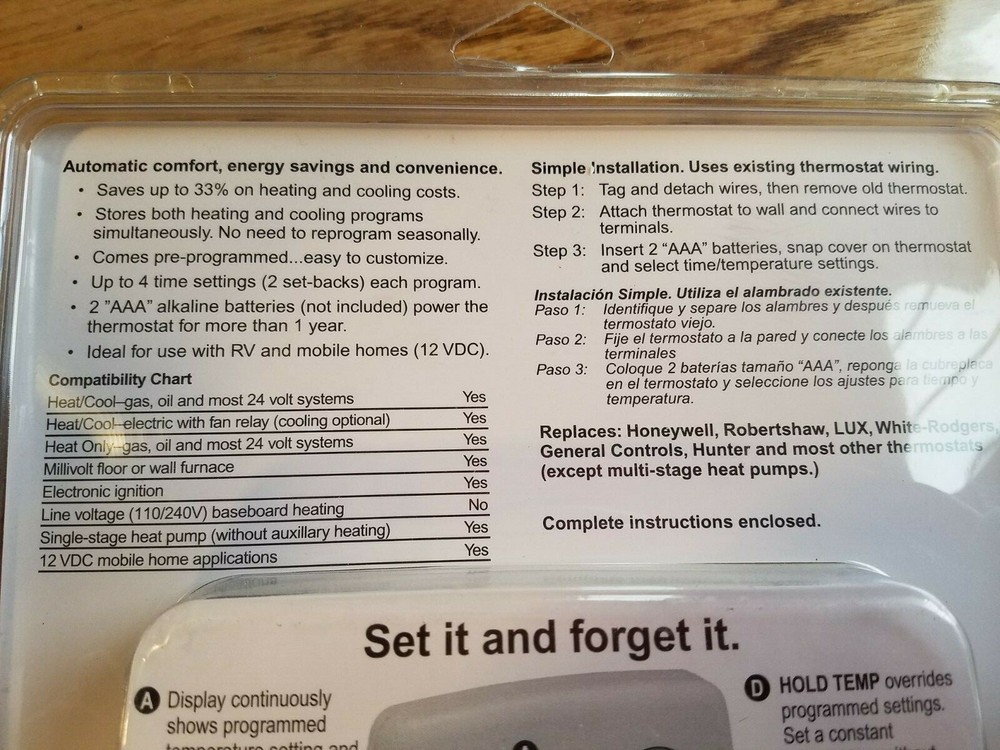 Automatic comfort, energy savings and convenience.
• Saves up to 33% on heating and cooling costs.
• Stores both heating and cooling programs
simultaneously. No need to reprogram seasonally.
• Comes pre-programmed...easy to customize.
• Up to 4 time settings (2 set-backs) each program.
• 2 "AAA" alkaline batteries (not included) power the
thermostat for more than 1 year.
• Ideal for use with RV and mobile homes (12 VDC).
Compatibility Chart
Heat/Cool–gas, oil and most 24 volt systems Yes
Heat/Cool–electric with fan relay (cooling optional) Yes
Heat Only–gas, oil and most 24 volt systems Yes
Millivolt floor or wall furnace Yes
Electronic ignition Yes
Line voltage (110/240V) baseboard heating No
Single-stage heat pump (without auxillary heating) Yes
12 VDC mobile home applications Yes
Simple Installation. Uses existing thermostat wiring.
Step 1: Tag and detach wires, then remove old thermostat.
Step 2: Attach thermostat to wall and connect wires to
terminals.
Step 3: Insert 2 "AAA" batteries, snap cover on thermostat
and select time/temperature settings.
Instalación Simple. Utiliza el alambrado existente.
Paso 1: Identifique y separe los alambres y después remueva el
termostato viejo.
Paso 2: Fije el termostato a la pared y conecte los alambres a las
terminales
Paso 3: Coloque 2 baterías tamaño "AAA", reponga la cubreplaca
en el termostato y seleccione los ajustes para tiempo y
temperatura.
Replaces: Honeywell, Robertshaw, LUX, White-Rodgers,
General Controls, Hunter and most other thermostats
(except multi-stage heat pumps.)
Complete instructions enclosed.
Set it and forget it.
A Display continuously
shows programmed
temperature setting and
D HOLD TEMP overrides
programmed settings.
Set a constant